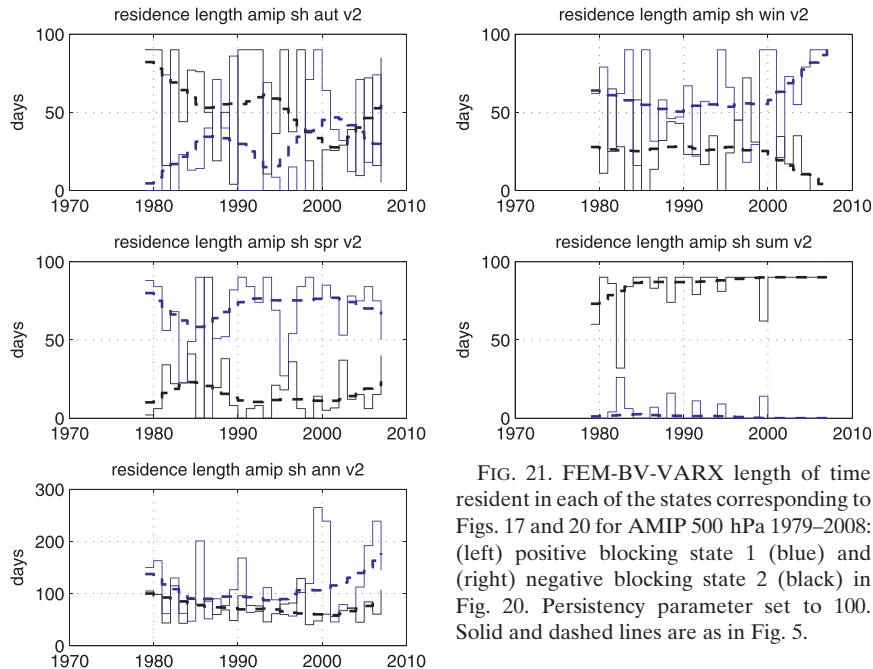 residence length amip sh aut v2
100
50
0
days
1970 1980 1990 2000 2010
residence length amip sh win v2
100
50
0
days
1970 1980 1990 2000 2010
residence length amip sh spr v2
100
50
0
days
1970 1980 1990 2000 2010
residence length amip sh sum v2
100
50
0
days
1970 1980 1990 2000 2010
residence length amip sh ann v2
300
200
100
0
days
1970 1980 1990 2000 2010
FIG. 21. FEM-BV-VARX length of time
resident in each of the states corresponding to
Figs. 17 and 20 for AMIP 500 hPa 1979–2008:
(left) positive blocking state 1 (blue) and
(right) negative blocking state 2 (black) in
Fig. 20. Persistency parameter set to 100.
Solid and dashed lines are as in Fig. 5.